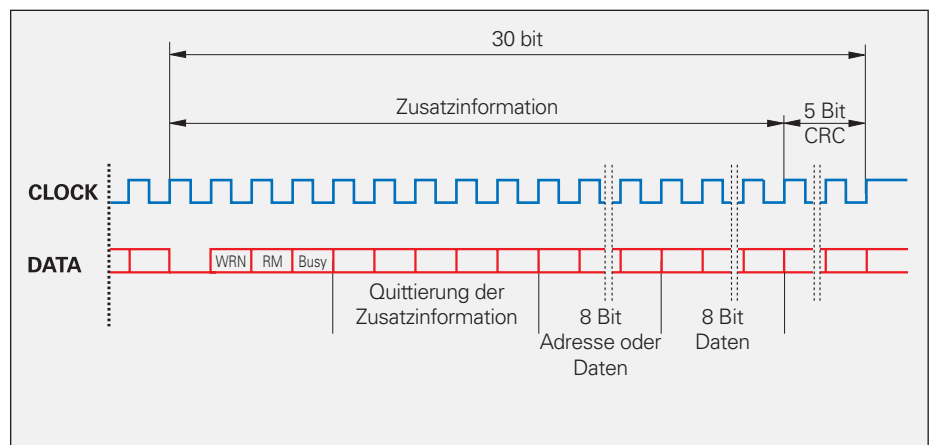 30 bit
Zusatzinformation
5 Bit
CRC
CLOCK
DATA
WRN RM Busy
Quittierung der
Zusatzinformation
8 Bit
Adresse oder
Daten
8 Bit
Daten